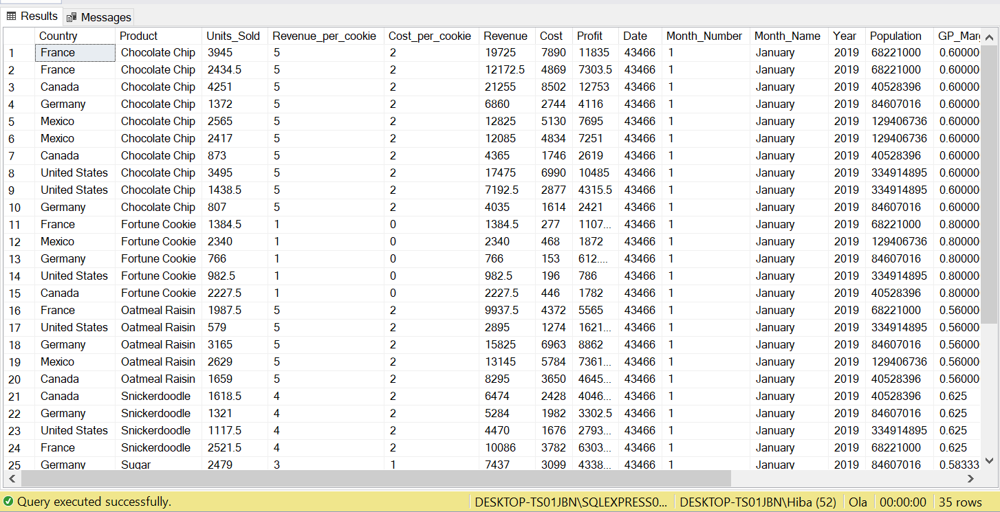 Results Messages
Country Product Units_Sold Revenue_per_cookie Cost_per_cookie Revenue Cost Profit Date Month_Number Month_Name Year Population GP_Marg
1 France Chocolate Chip 3945 5 2 19725 7890 11835 43466 1 January 2019 68221000 0.60000
2 France Chocolate Chip 2434.5 5 2 12172.5 4869 7303.5 43466 1 January 2019 68221000 0.60000
3 Canada Chocolate Chip 4251 5 2 21255 8502 12753 43466 1 January 2019 40528396 0.60000
4 Germany Chocolate Chip 1372 5 2 6860 2744 4116 43466 1 January 2019 84607016 0.60000
5 Mexico Chocolate Chip 2565 5 2 12825 5130 7695 43466 1 January 2019 129406736 0.60000
6 Mexico Chocolate Chip 2417 5 2 12085 4834 7251 43466 1 January 2019 129406736 0.60000
7 Canada Chocolate Chip 873 5 2 4365 1746 2619 43466 1 January 2019 40528396 0.60000
8 United States Chocolate Chip 3495 5 2 17475 6990 10485 43466 1 January 2019 334914895 0.60000
9 United States Chocolate Chip 1438.5 5 2 7192.5 2877 4315.5 43466 1 January 2019 334914895 0.60000
10 Germany Chocolate Chip 807 5 2 4035 1614 2421 43466 1 January 2019 84607016 0.60000
11 France Fortune Cookie 1384.5 1 0 1384.5 277 1107... 43466 1 January 2019 68221000 0.80000
12 Mexico Fortune Cookie 2340 1 0 2340 468 1872 43466 1 January 2019 129406736 0.80000
13 Germany Fortune Cookie 766 1 0 766 153 612.... 43466 1 January 2019 84607016 0.80000
14 United States Fortune Cookie 982.5 1 0 982.5 196 786 43466 1 January 2019 334914895 0.80000
15 Canada Fortune Cookie 2227.5 1 0 2227.5 446 1782 43466 1 January 2019 40528396 0.80000
16 France Oatmeal Raisin 1987.5 5 2 9937.5 4372 5565 43466 1 January 2019 68221000 0.56000
17 United States Oatmeal Raisin 579 5 2 2895 1274 1621... 43466 1 January 2019 334914895 0.56000
18 Germany Oatmeal Raisin 3165 5 2 15825 6963 8862 43466 1 January 2019 84607016 0.56000
19 Mexico Oatmeal Raisin 2629 5 2 13145 5784 7361... 43466 1 January 2019 129406736 0.56000
20 Canada Oatmeal Raisin 1659 5 2 8295 3650 4645... 43466 1 January 2019 40528396 0.56000
21 Canada Snickerdoodle 1618.5 4 2 6474 2428 4046... 43466 1 January 2019 40528396 0.625
22 Germany Snickerdoodle 1321 4 2 5284 1982 3302.5 43466 1 January 2019 84607016 0.625
23 United States Snickerdoodle 1117.5 4 2 4470 1676 2793... 43466 1 January 2019 334914895 0.625
24 France Snickerdoodle 2521.5 4 2 10086 3782 6303... 43466 1 January 2019 68221000 0.625
25 Germany Sugar 2479 3 1 7437 3099 4338... 43466 1 January 2019 84607016 0.58333
Query executed successfully. DESKTOP-TS01JBN\SQLEXPRESS0... DESKTOP-TS01JBN\Hiba (52) Ola 00:00:00 35 rows